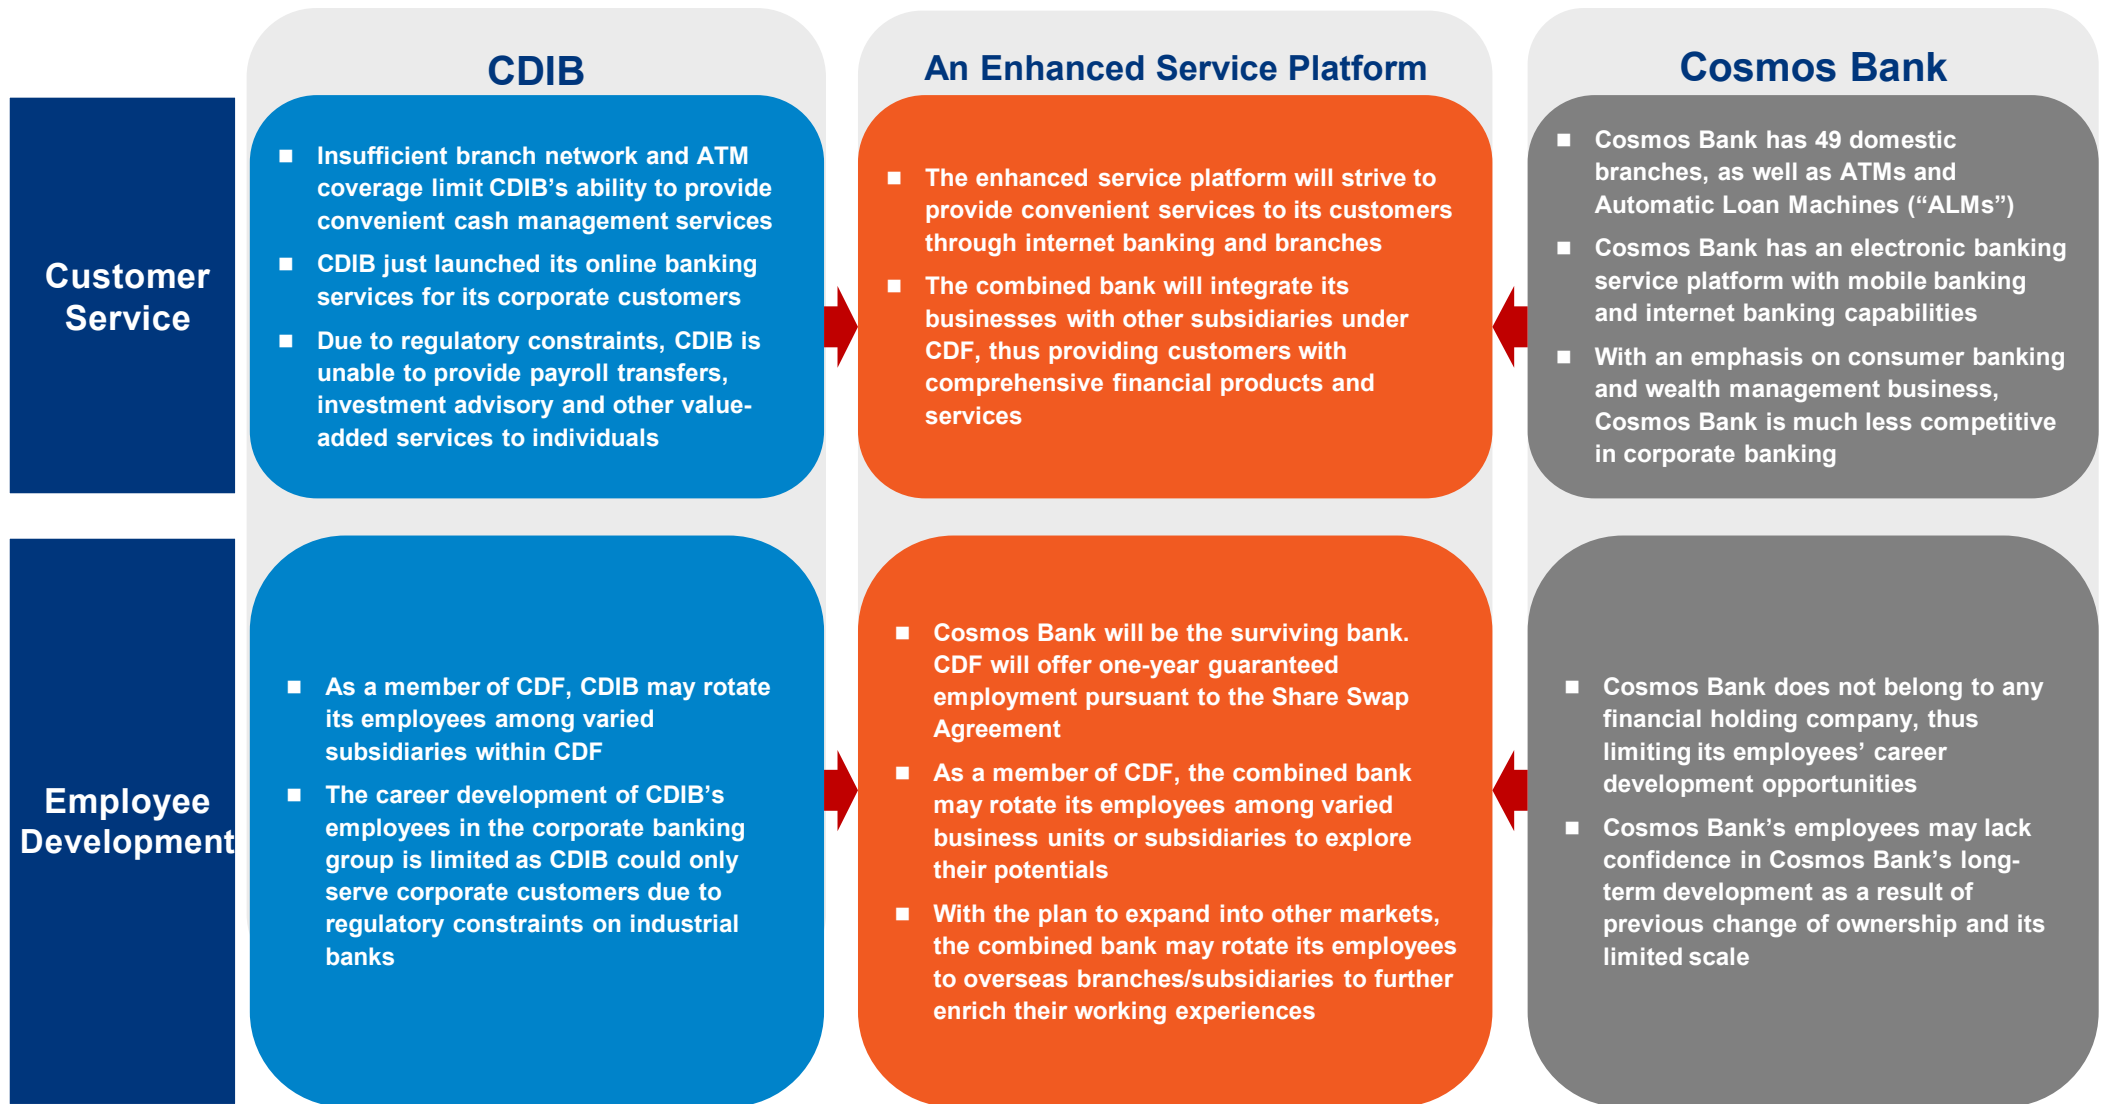 CDIB
An Enhanced Service Platform
Cosmos Bank
Customer
Service
■ Insufficient branch network and ATM
coverage limit CDIB’s ability to provide
convenient cash management services
■ CDIB just launched its online banking
services for its corporate customers
■ Due to regulatory constraints, CDIB is
unable to provide payroll transfers,
investment advisory and other value-
added services to individuals
■ The enhanced service platform will strive to
provide convenient services to its customers
through internet banking and branches
■ The combined bank will integrate its
businesses with other subsidiaries under
CDF, thus providing customers with
comprehensive financial products and
services
■ Cosmos Bank has 49 domestic
branches, as well as ATMs and
Automatic Loan Machines (“ALMs”)
■ Cosmos Bank has an electronic banking
service platform with mobile banking
and internet banking capabilities
■ With an emphasis on consumer banking
and wealth management business,
Cosmos Bank is much less competitive
in corporate banking
Employee
Development
■ As a member of CDF, CDIB may rotate
its employees among varied
subsidiaries within CDF
■ The career development of CDIB’s
employees in the corporate banking
group is limited as CDIB could only
serve corporate customers due to
regulatory constraints on industrial
banks
■ Cosmos Bank will be the surviving bank.
CDF will offer one-year guaranteed
employment pursuant to the Share Swap
Agreement
■ As a member of CDF, the combined bank
may rotate its employees among varied
business units or subsidiaries to explore
their potentials
■ With the plan to expand into other markets,
the combined bank may rotate its employees
to overseas branches/subsidiaries to further
enrich their working experiences
■ Cosmos Bank does not belong to any
financial holding company, thus
limiting its employees’ career
development opportunities
■ Cosmos Bank’s employees may lack
confidence in Cosmos Bank’s long-
term development as a result of
previous change of ownership and its
limited scale